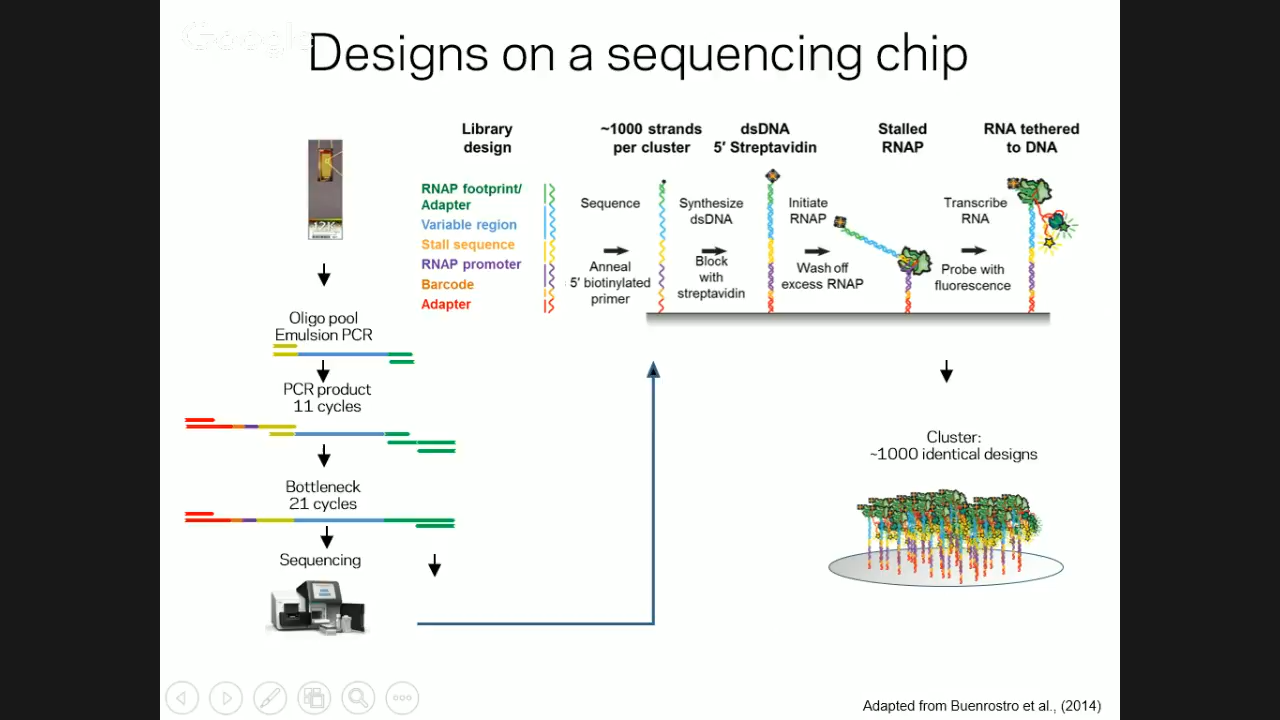 Google
Designs on a sequencing chip
Library
design
~1000 strands
per cluster
dsDNA
5′ Streptavidin
Stalled
RNAP
RNA tethered
to DNA
RNAP footprint/
Adapter
Variable region
Stall sequence
RNAP promoter
Barcode
Adapter
Sequence
Anneal
5′ biotinylated
primer
Synthesize
dsDNA
Block
with
streptavidin
Initiate
RNAP
Wash off
excess RNAP
Transcribe
RNA
Probe with
fluorescence
12K
Oligo pool
Emulsion PCR
PCR product
11 cycles
Bottleneck
21 cycles
Sequencing
Cluster:
~1000 identical designs
Adapted from Buenrostro et al., (2014)